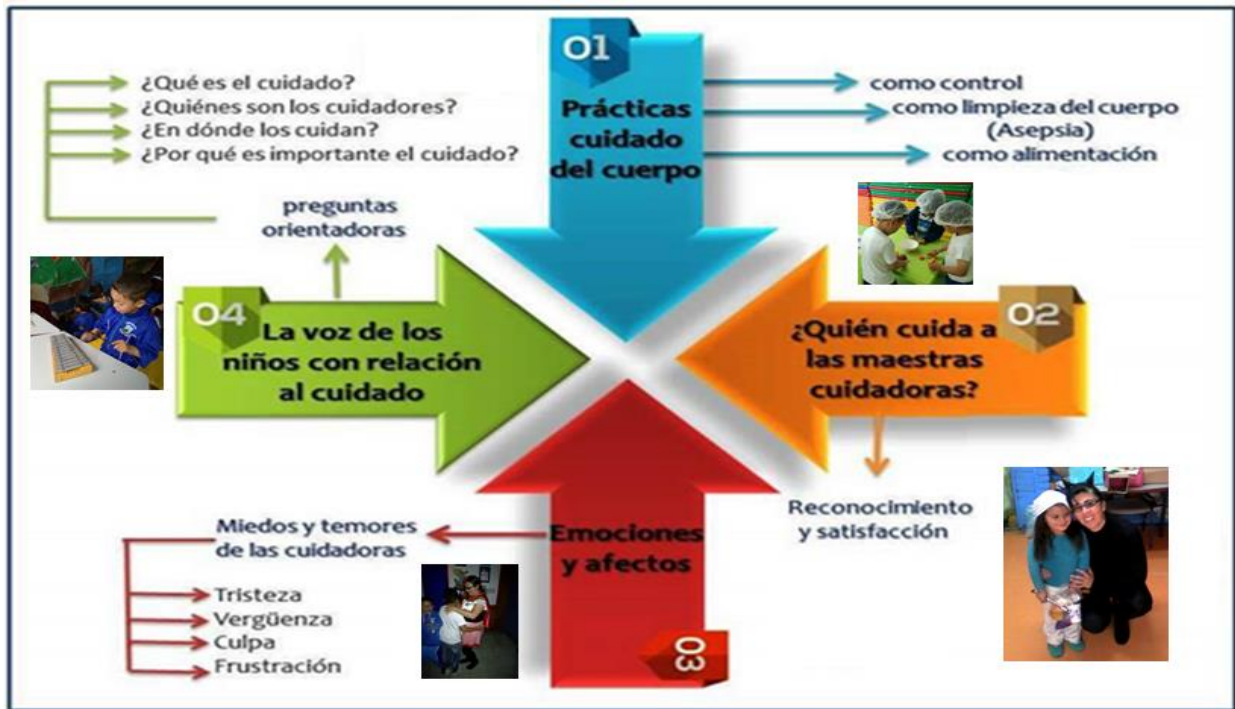 01
Prácticas
cuidado
del cuerpo
como control
como limpieza del cuerpo
(Asepsia)
como alimentación
02
¿Quién cuida a
las maestras
cuidadoras?
Reconocimiento
y satisfacción
03
Emociones
y afectos
Miedos y temores
de las cuidadoras
Tristeza
Vergüenza
Culpa
Frustración
04
La voz de los
niños con relación
al cuidado
preguntas
orientadoras
¿Qué es el cuidado?
¿Quiénes son los cuidadores?
¿En dónde los cuidan?
¿Por qué es importante el cuidado?